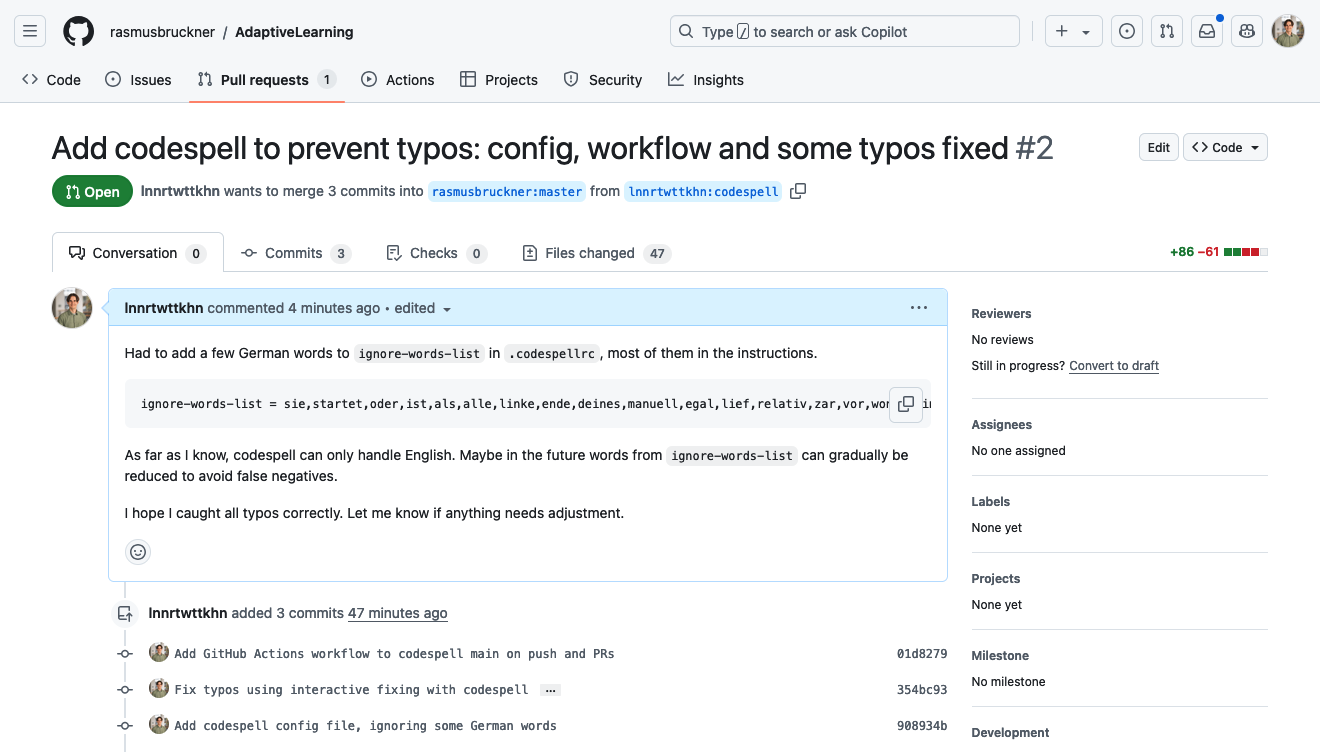 rasmusbruckner / AdaptiveLearning
Type / to search or ask Copilot
Code
Issues
Pull requests 1
Actions
Projects
Security
Insights
Add codespell to prevent typos: config, workflow and some typos fixed #2
Edit
Code
Open
lnnrtwttkhn wants to merge 3 commits into rasmusbruckner:master from lnnrtwttkhn:codespell
Conversation 0
Commits 3
Checks 0
Files changed 47
+86 −61
lnnrtwttkhn commented 4 minutes ago • edited
Had to add a few German words to ignore-words-list in .codespellrc, most of them in the instructions.
ignore-words-list = sie,startet,oder,ist,als,alle,linke,ende,deines,manuell,egal,lief,relativ,zar,vor,
As far as I know, codespell can only handle English. Maybe in the future words from ignore-words-list can gradually be
reduced to avoid false negatives.
I hope I caught all typos correctly. Let me know if anything needs adjustment.
lnnrtwttkhn added 3 commits 47 minutes ago
Add GitHub Actions workflow to codespell main on push and PRs 01d8279
Fix typos using interactive fixing with codespell … 354bc93
Add codespell config file, ignoring some German words 908934b
Reviewers
No reviews
Still in progress? Convert to draft
Assignees
No one assigned
Labels
None yet
Projects
None yet
Milestone
No milestone
Development